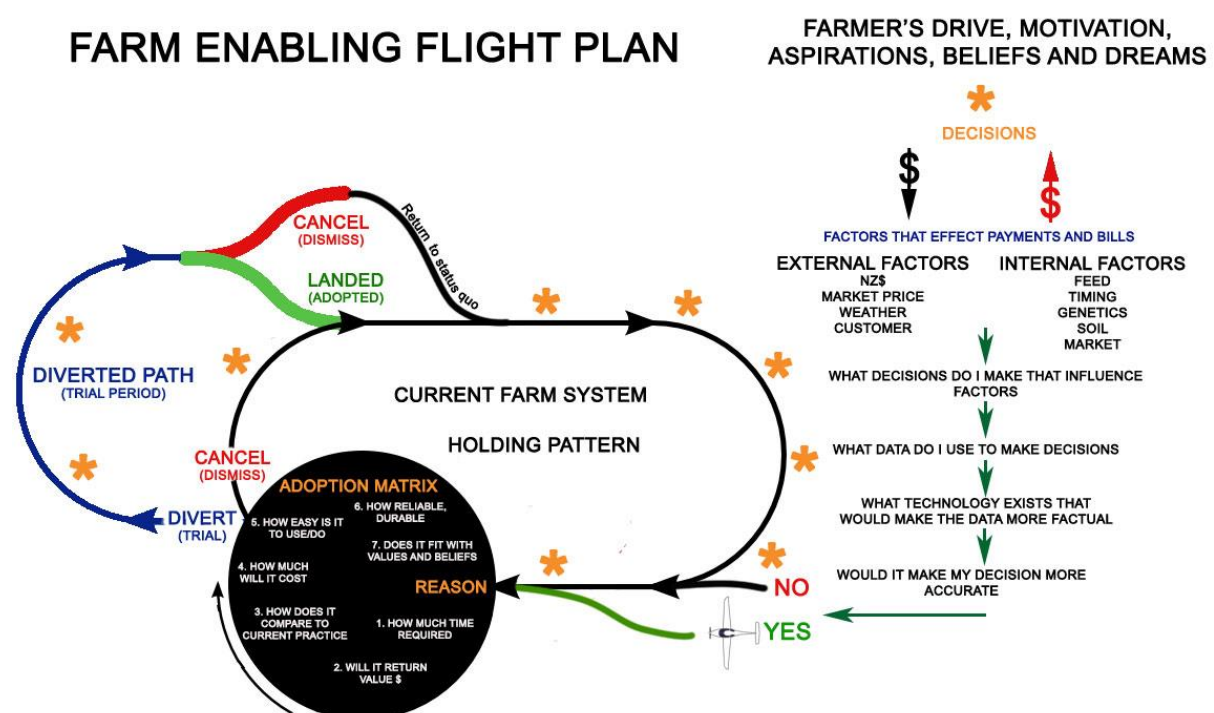 FARM ENABLING FLIGHT PLAN
FARMER'S DRIVE, MOTIVATION,
ASPIRATIONS, BELIEFS AND DREAMS
*
DECISIONS
$
$
FACTORS THAT EFFECT PAYMENTS AND BILLS
EXTERNAL FACTORS
NZ$
MARKET PRICE
WEATHER
CUSTOMER
INTERNAL FACTORS
FEED
TIMING
GENETICS
SOIL
MARKET
WHAT DECISIONS DO I MAKE THAT INFLUENCE
FACTORS
WHAT DATA DO I USE TO MAKE DECISIONS
WHAT TECHNOLOGY EXISTS THAT
WOULD MAKE THE DATA MORE FACTUAL
WOULD IT MAKE MY DECISION MORE
ACCURATE
NO
YES
CANCEL
(DISMISS)
Return to status quo
LANDED
(ADOPTED)
DIVERTED PATH
(TRIAL PERIOD)
CURRENT FARM SYSTEM
HOLDING PATTERN
CANCEL
(DISMISS)
DIVERT
(TRIAL)
ADOPTION MATRIX
REASON
1. HOW MUCH TIME
REQUIRED
2. WILL IT RETURN
VALUE $
3. HOW DOES IT
COMPARE TO
CURRENT PRACTICE
4. HOW MUCH
WILL IT COST
5. HOW EASY IS IT
TO USE/DO
6. HOW RELIABLE,
DURABLE
7. DOES IT FIT WITH
VALUES AND BELIEFS